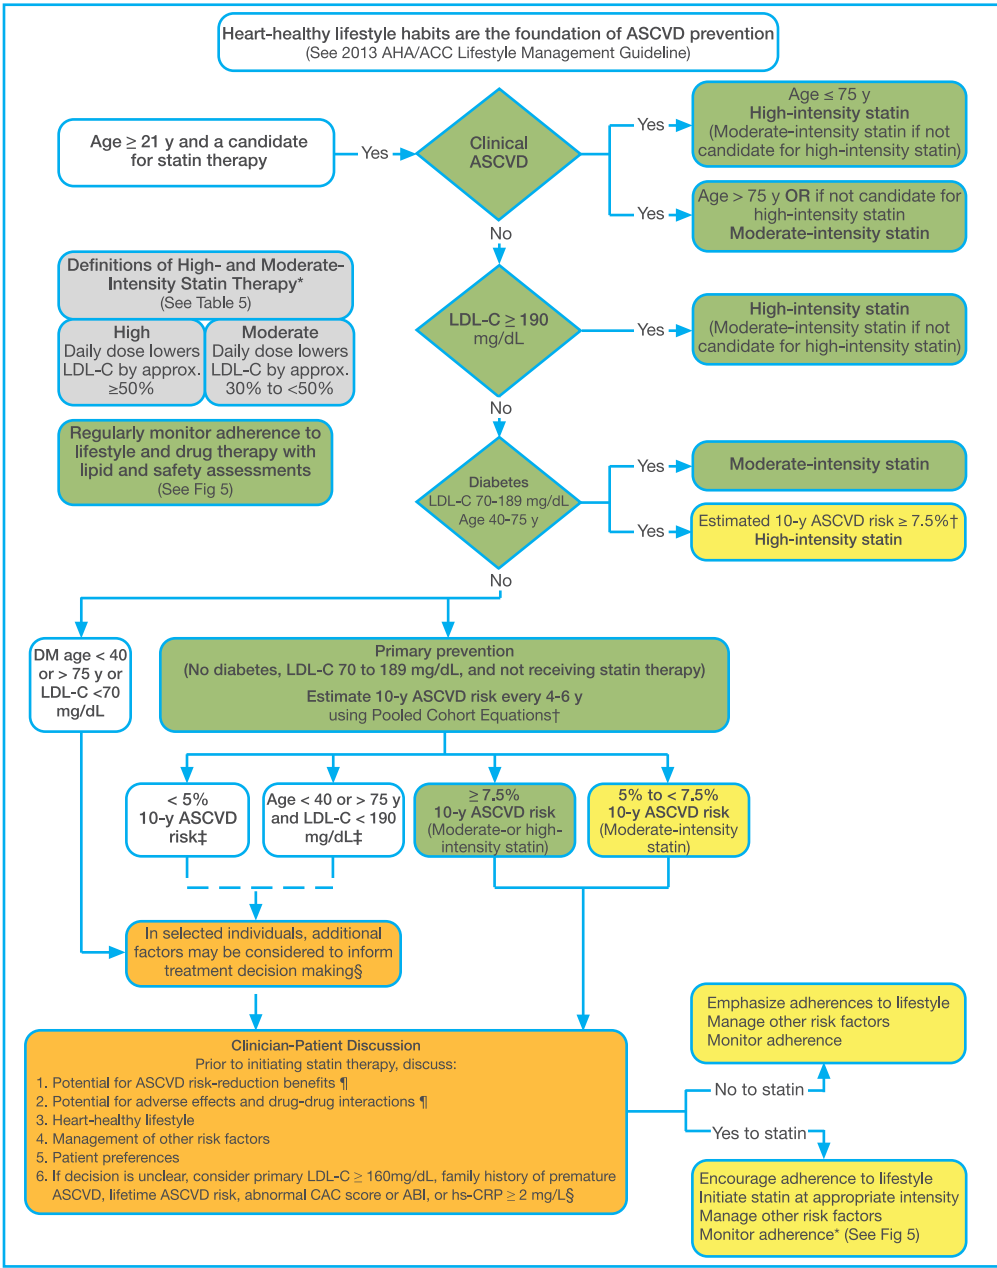 Heart-healthy lifestyle habits are the foundation of ASCVD prevention
(See 2013 AHA/ACC Lifestyle Management Guideline)
Age ≥ 21 y and a candidate
for statin therapy
Yes
Clinical
ASCVD
Yes
Age ≤ 75 y
High-intensity statin
(Moderate-intensity statin if not
candidate for high-intensity statin)
Yes
Age > 75 y OR if not candidate for
high-intensity statin
Moderate-intensity statin
No
Definitions of High- and Moderate-
Intensity Statin Therapy*
(See Table 5)
High
Daily dose lowers
LDL-C by approx.
≥50%
Moderate
Daily dose lowers
LDL-C by approx.
30% to <50%
LDL-C ≥ 190
mg/dL
Yes
High-intensity statin
(Moderate-intensity statin if not
candidate for high-intensity statin)
No
Regularly monitor adherence to
lifestyle and drug therapy with
lipid and safety assessments
(See Fig 5)
Diabetes
LDL-C 70-189 mg/dL
Age 40-75 y
Yes
Moderate-intensity statin
Yes
Estimated 10-y ASCVD risk ≥ 7.5%†
High-intensity statin
No
DM age < 40
or > 75 y or
LDL-C <70
mg/dL
Primary prevention
(No diabetes, LDL-C 70 to 189 mg/dL, and not receiving statin therapy)
Estimate 10-y ASCVD risk every 4-6 y
using Pooled Cohort Equations†
< 5%
10-y ASCVD
risk‡
Age < 40 or > 75 y
and LDL-C < 190
mg/dL‡
≥ 7.5%
10-y ASCVD risk
(Moderate-or high-
intensity statin)
5% to < 7.5%
10-y ASCVD risk
(Moderate-intensity
statin)
In selected individuals, additional
factors may be considered to inform
treatment decision making§
Clinician-Patient Discussion
Prior to initiating statin therapy, discuss:
1. Potential for ASCVD risk-reduction benefits ¶
2. Potential for adverse effects and drug-drug interactions ¶
3. Heart-healthy lifestyle
4. Management of other risk factors
5. Patient preferences
6. If decision is unclear, consider primary LDL-C ≥ 160mg/dL, family history of premature
ASCVD, lifetime ASCVD risk, abnormal CAC score or ABI, or hs-CRP ≥ 2 mg/L§
Emphasize adherences to lifestyle
Manage other risk factors
Monitor adherence
No to statin
Yes to statin
Encourage adherence to lifestyle
Initiate statin at appropriate intensity
Manage other risk factors
Monitor adherence* (See Fig 5)